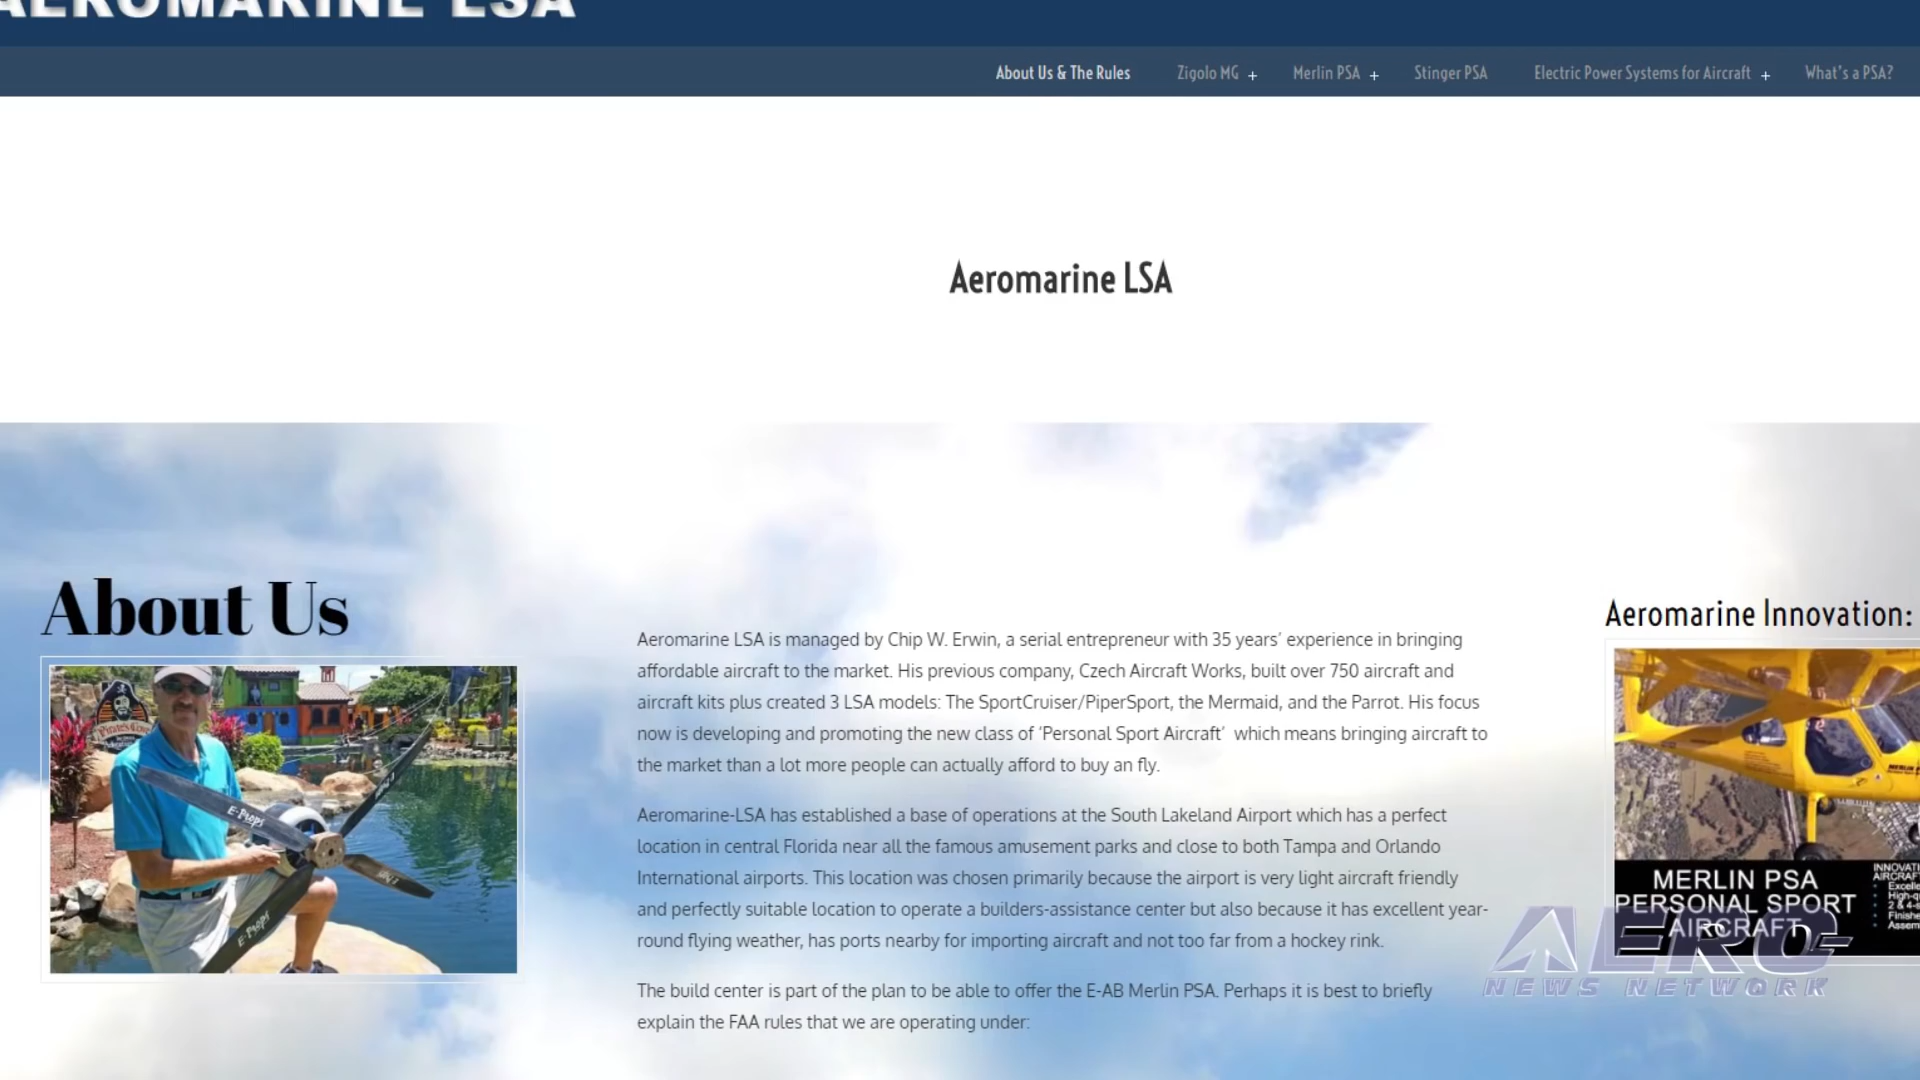 AEROMARINE LSA
About Us & The Rules Zigolo MG + Merlin PSA + Stinger PSA Electric Power Systems for Aircraft + What's a PSA?
Aeromarine LSA
About Us
Aeromarine LSA is managed by Chip W. Erwin, a serial entrepreneur with 35 years' experience in bringing
affordable aircraft to the market. His previous company, Czech Aircraft Works, built over 750 aircraft and
aircraft kits plus created 3 LSA models: The SportCruiser/PiperSport, the Mermaid, and the Parrot. His focus
now is developing and promoting the new class of 'Personal Sport Aircraft' which means bringing aircraft to
the market than a lot more people can actually afford to buy an fly.
Aeromarine-LSA has established a base of operations at the South Lakeland Airport which has a perfect
location in central Florida near all the famous amusement parks and close to both Tampa and Orlando
International airports. This location was chosen primarily because the airport is very light aircraft friendly
and perfectly suitable location to operate a builders-assistance center but also because it has excellent year-
round flying weather, has ports nearby for importing aircraft and not too far from a hockey rink.
The build center is part of the plan to be able to offer the E-AB Merlin PSA. Perhaps it is best to briefly
explain the FAA rules that we are operating under:
E-Props
E-Props
Aeromarine Innovation:
MERLIN PSA
PERSONAL SPORT
AIRCRAFT
AERO-
NEWS NETWORK